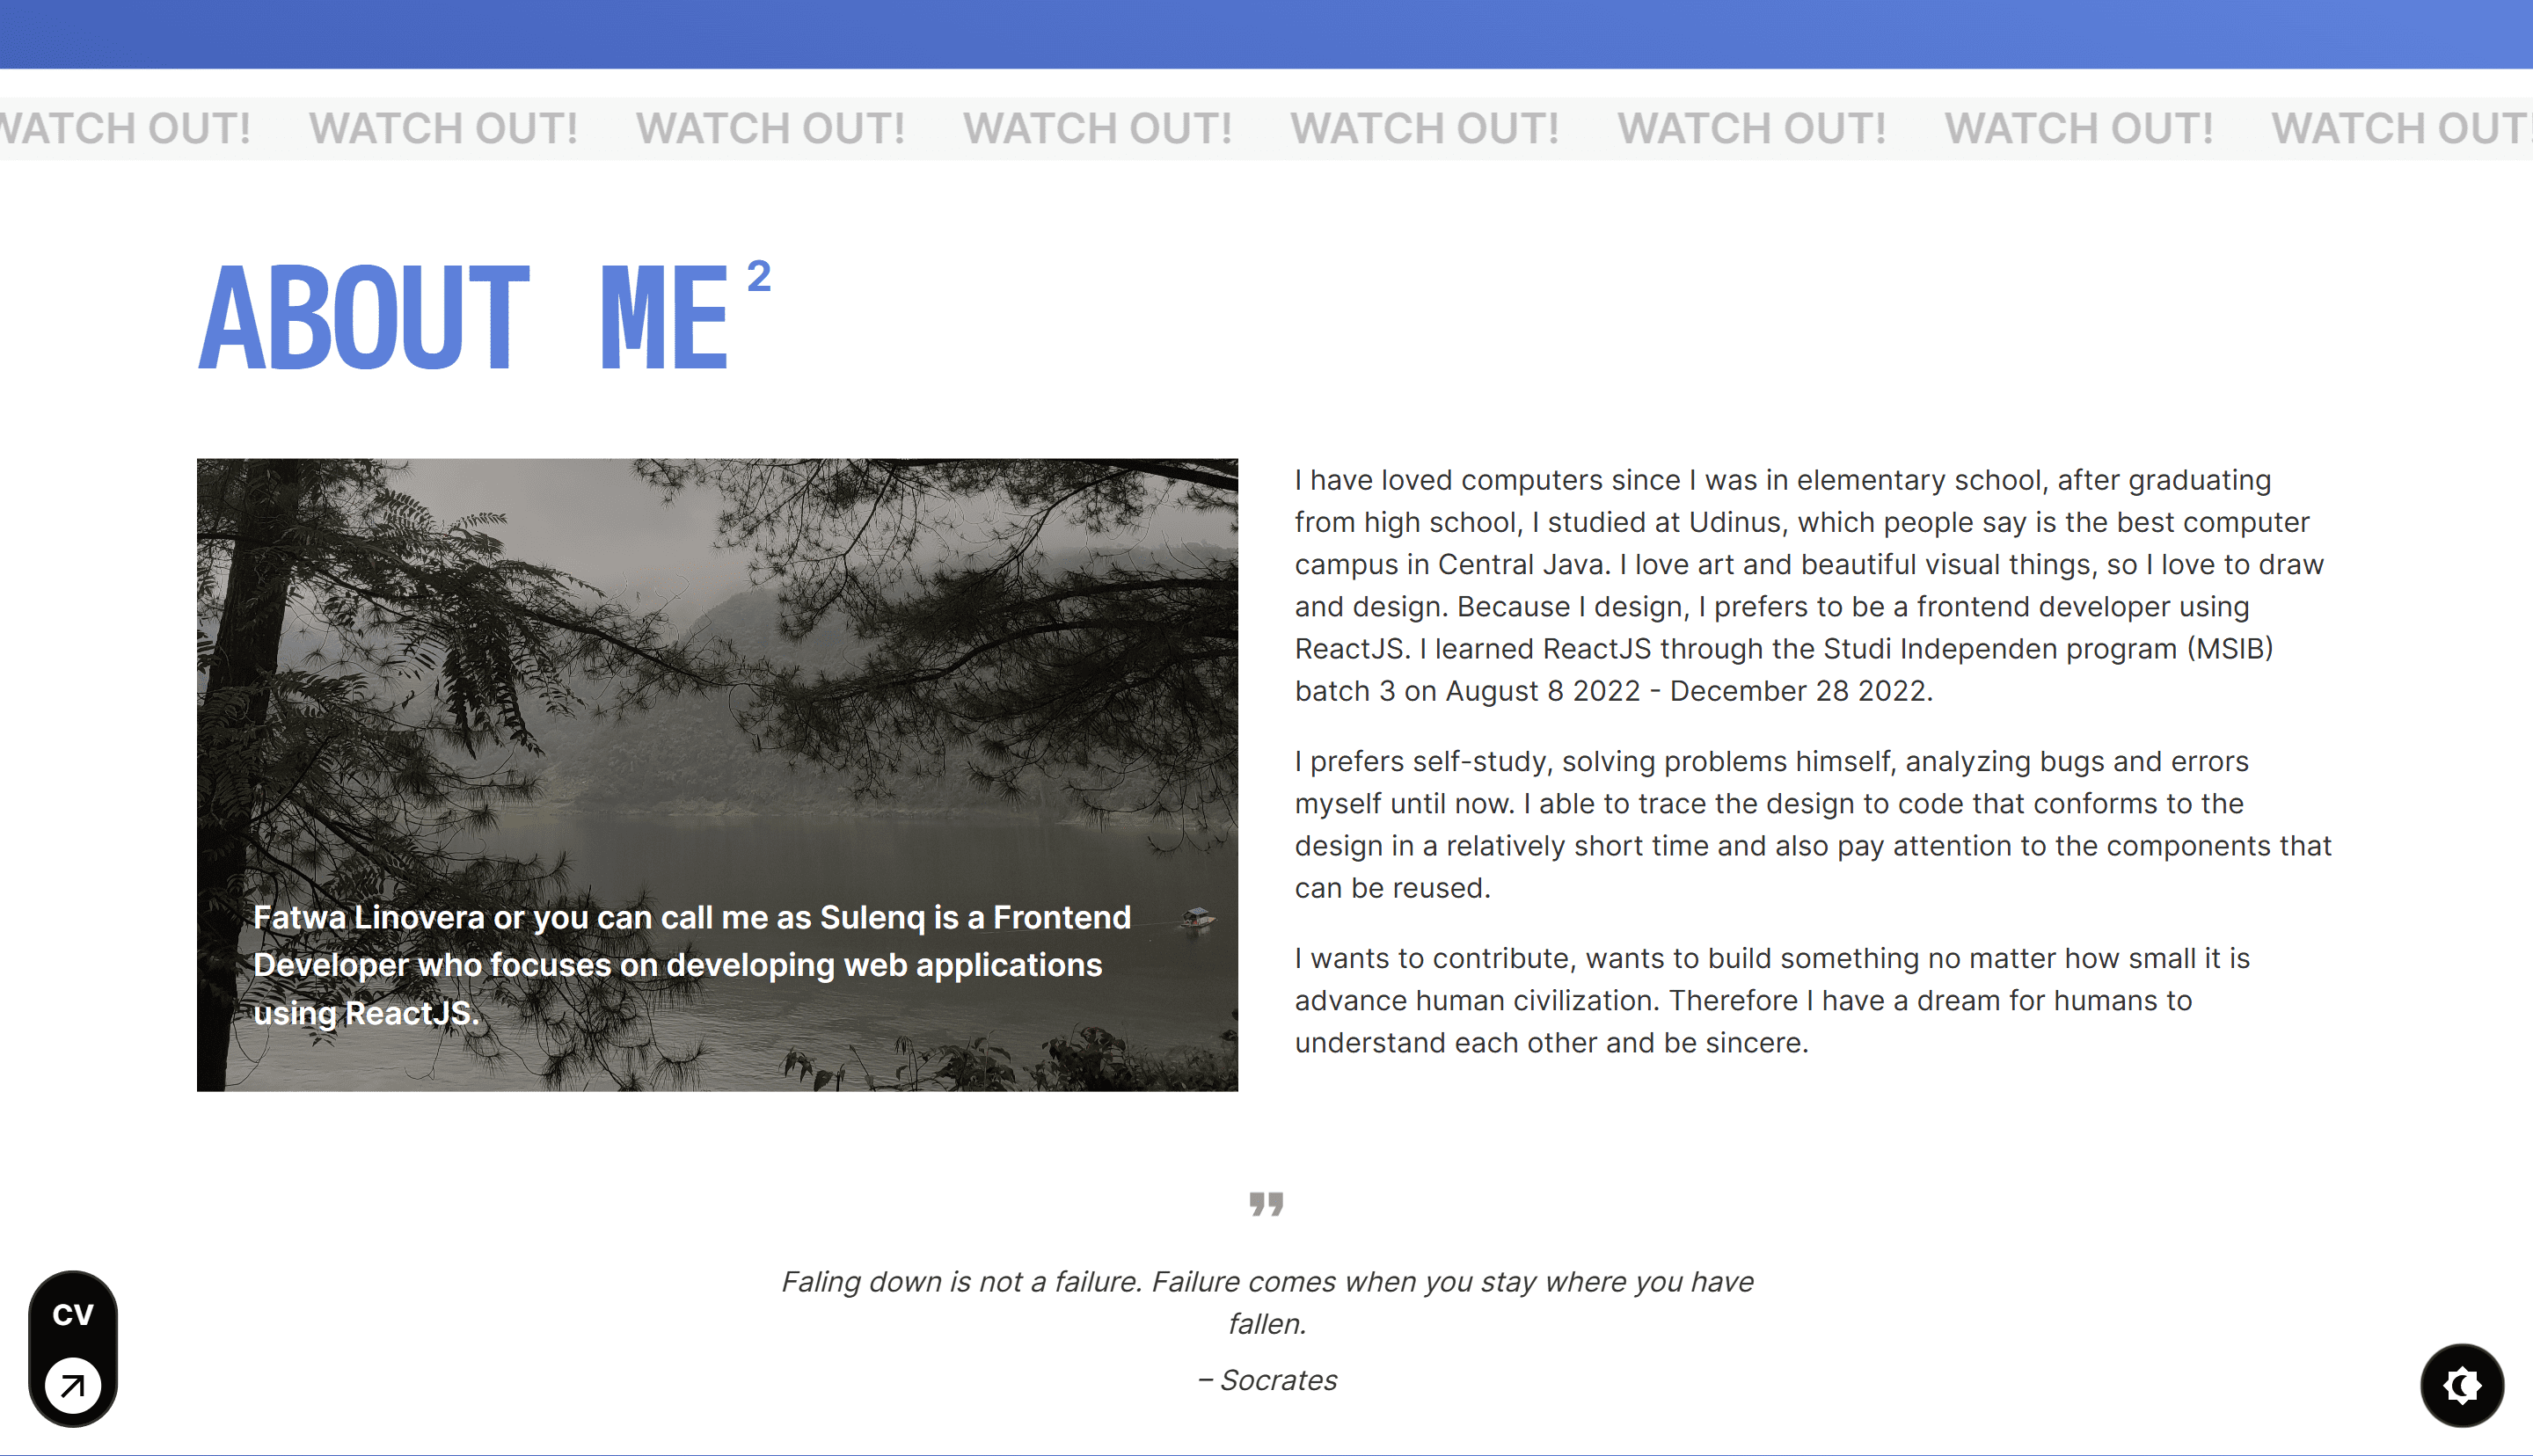 WATCH OUT! WATCH OUT! WATCH OUT! WATCH OUT! WATCH OUT! WATCH OUT! WATCH OUT! WATCH OUT!
ABOUT ME 2
Fatwa Linovera or you can call me as Sulenq is a Frontend
Developer who focuses on developing web applications
using ReactJS.
I have loved computers since I was in elementary school, after graduating
from high school, I studied at Udinus, which people say is the best computer
campus in Central Java. I love art and beautiful visual things, so I love to draw
and design. Because I design, I prefers to be a frontend developer using
ReactJS. I learned ReactJS through the Studi Independen program (MSIB)
batch 3 on August 8 2022 - December 28 2022.
I prefers self-study, solving problems himself, analyzing bugs and errors
myself until now. I able to trace the design to code that conforms to the
design in a relatively short time and also pay attention to the components that
can be reused.
I wants to contribute, wants to build something no matter how small it is
advance human civilization. Therefore I have a dream for humans to
understand each other and be sincere.
”
Faling down is not a failure. Failure comes when you stay where you have
fallen.
– Socrates
CV